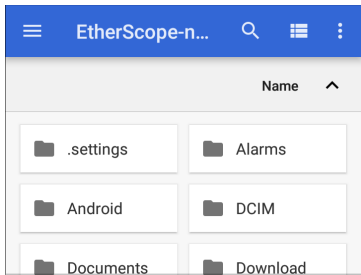 EtherScope-n...
Name
.settings Alarms
Android DCIM
Documents Download